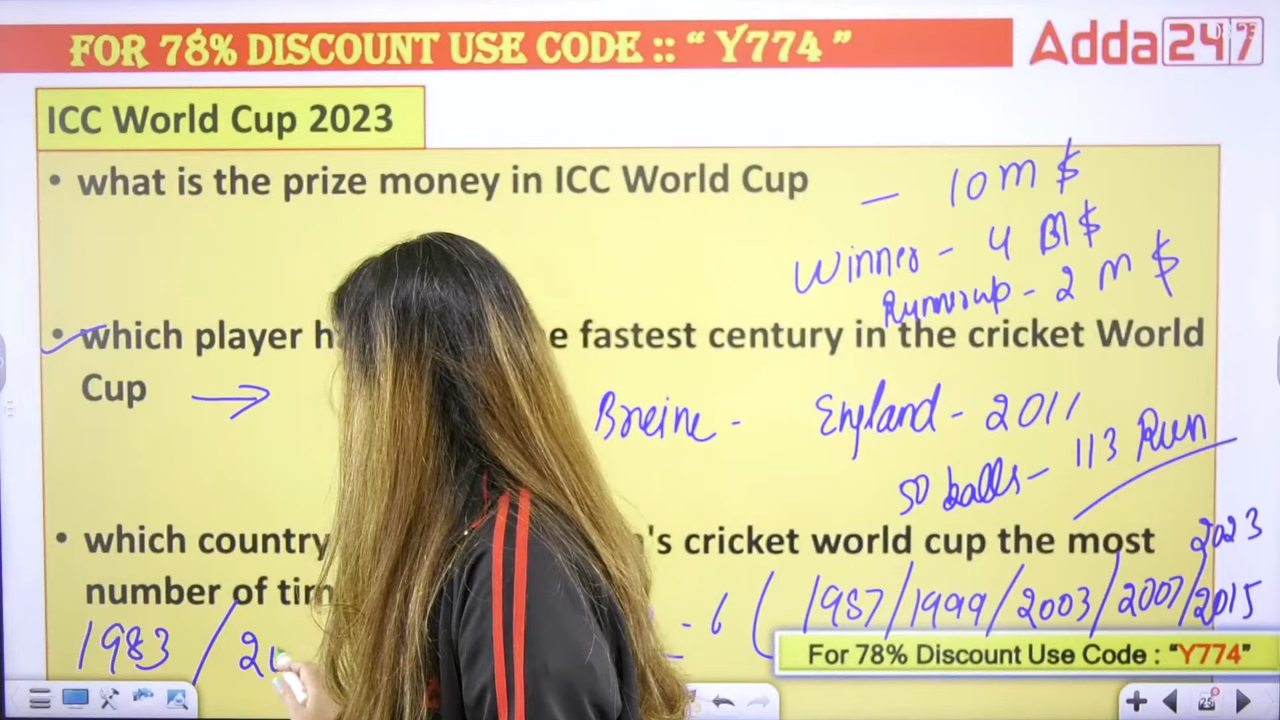 FOR 78% DISCOUNT USE CODE :: “ Y774 ”
Adda247
ICC World Cup 2023
• what is the prize money in ICC World Cup
– 10 M $
Winner – 4 M $
Runnerup – 2 M $
• which player h e fastest century in the cricket World
Cup →
Breine – England – 2011
50 balls – 113 Run
• which country 's cricket world cup the most
number of tim
2023
– 6 ( 1987/1999/2003/2007/2015
1983 / 20
For 78% Discount Use Code : “Y774”